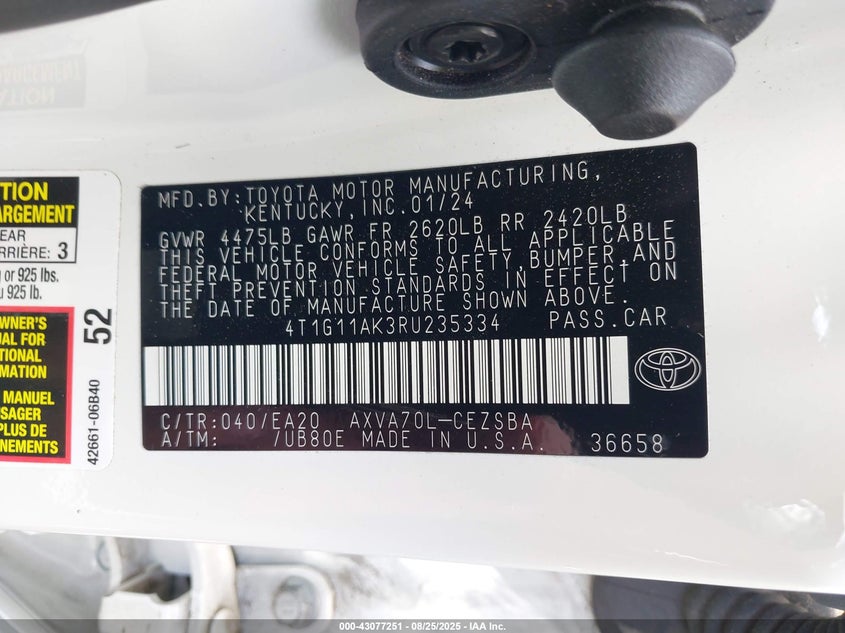 TION
ARGEMENT
EAR
RRIÈRE: 3
or 925 lbs.
925 lb.
WNER'S
AL FOR
TIONAL
MATION
MANUEL
SAGER
PLUS DE
NEMENTS
52
42661-06B40
MFD.BY:TOYOTA MOTOR MANUFACTURING,
KENTUCKY,INC.01/24
GVWR 4475LB GAWR FR 2620LB RR 2420LB
THIS VEHICLE CONFORMS TO ALL APPLICABLE
FEDERAL MOTOR VEHICLE SAFETY,BUMPER,AND
THEFT PREVENTION STANDARDS IN EFFECT ON
THE DATE OF MANUFACTURE SHOWN ABOVE.
4T1G11AK3RU235334 PASS.CAR
C/TR:040/EA20 AXVA70L-CEZSBA
A/TM: /UB80E MADE IN U.S.A. 36658
000-43077251 - 08/25/2025 - IAA Inc.